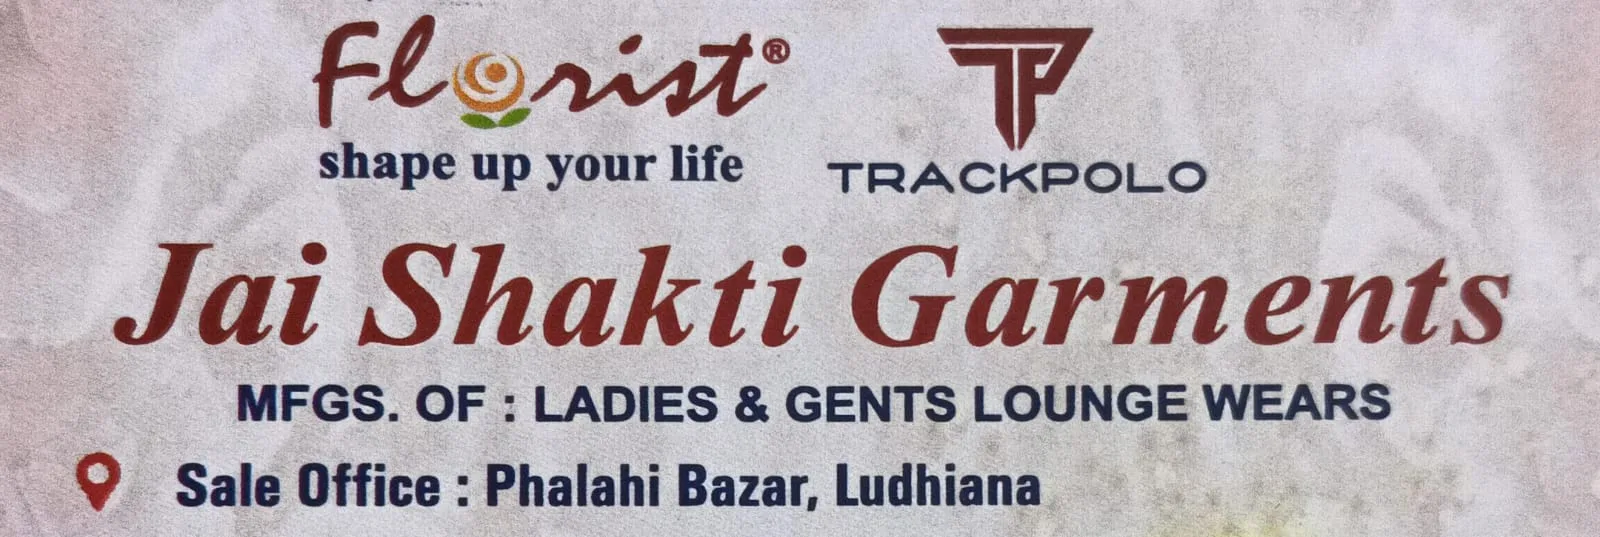 Florist®
shape up your life
TP
TRACKPOLO
Jai Shakti Garments
MFGS. OF : LADIES & GENTS LOUNGE WEARS
Sale Office : Phalahi Bazar, Ludhiana